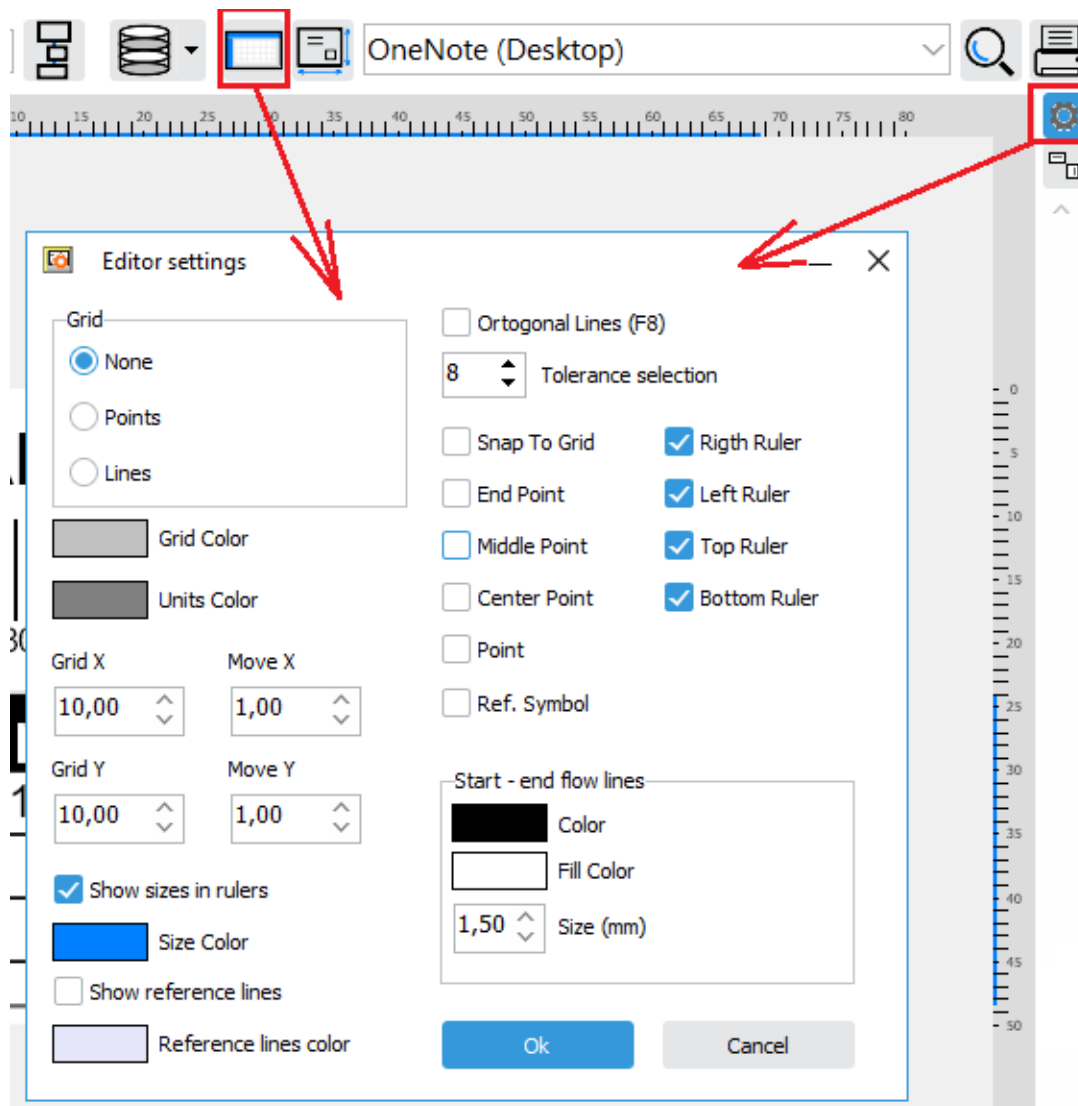 OneNote (Desktop)
10 15 20 25 30 35 40 45 50 55 60 65 70 75 80
Editor settings
Grid
None
Points
Lines
Grid Color
Units Color
Grid X Move X
10,00 1,00
Grid Y Move Y
10,00 1,00
Show sizes in rulers
Size Color
Show reference lines
Reference lines color
Ortogonal Lines (F8)
8 Tolerance selection
Snap To Grid Rigth Ruler
End Point Left Ruler
Middle Point Top Ruler
Center Point Bottom Ruler
Point
Ref. Symbol
Start - end flow lines
Color
Fill Color
1,50 Size (mm)
Ok Cancel
0
5
10
15
20
25
30
35
40
45
50